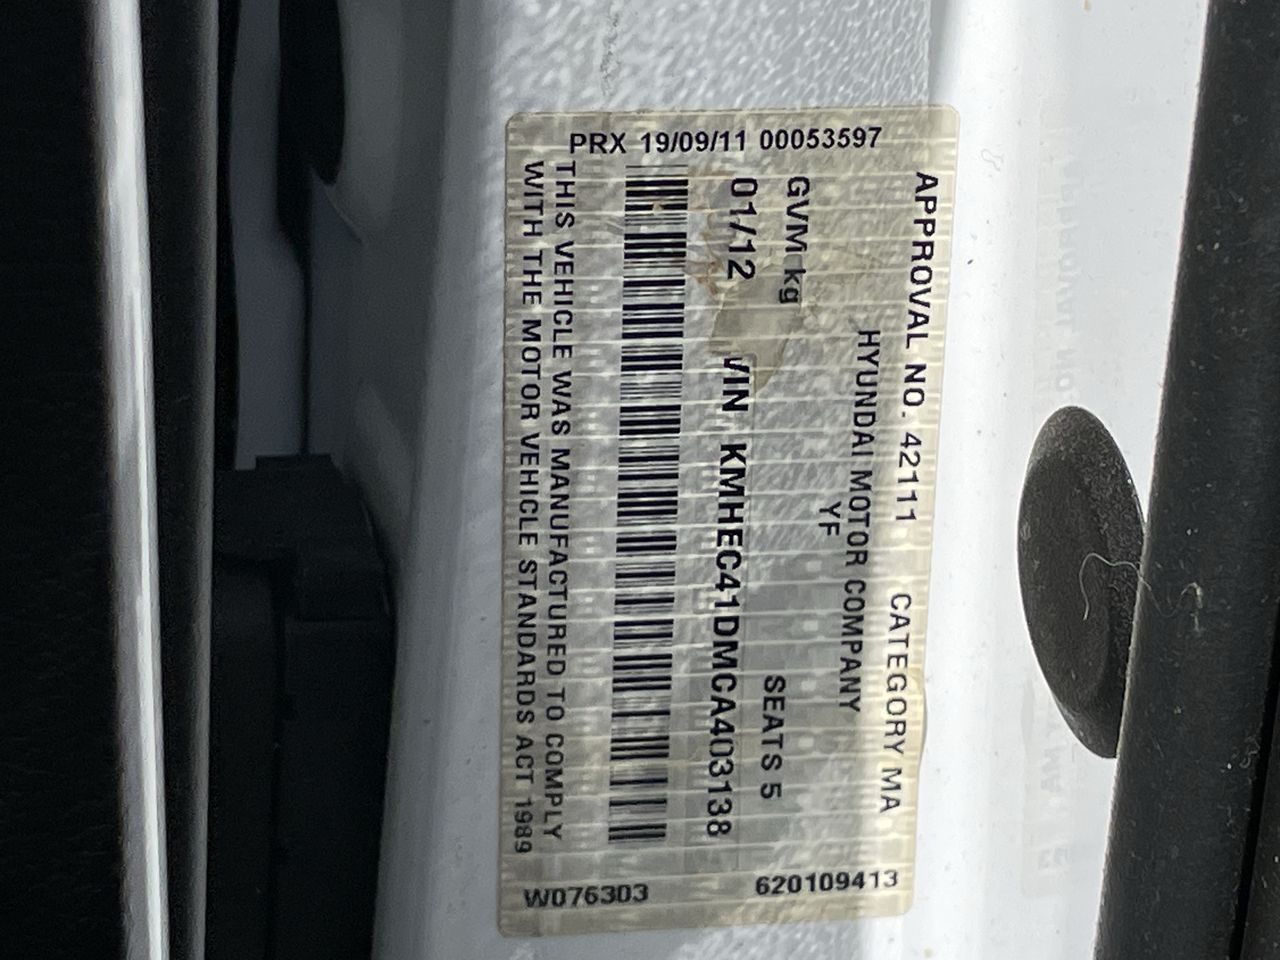 PRX 19/09/11 00053597
APPROVAL NO. 42111 CATEGORY MA
HYUNDAI MOTOR COMPANY
YF
GVM kg SEATS 5
01/12 VIN KMHEC41DMCA403138
THIS VEHICLE WAS MANUFACTURED TO COMPLY
WITH THE MOTOR VEHICLE STANDARDS ACT 1989
W076303 620109413